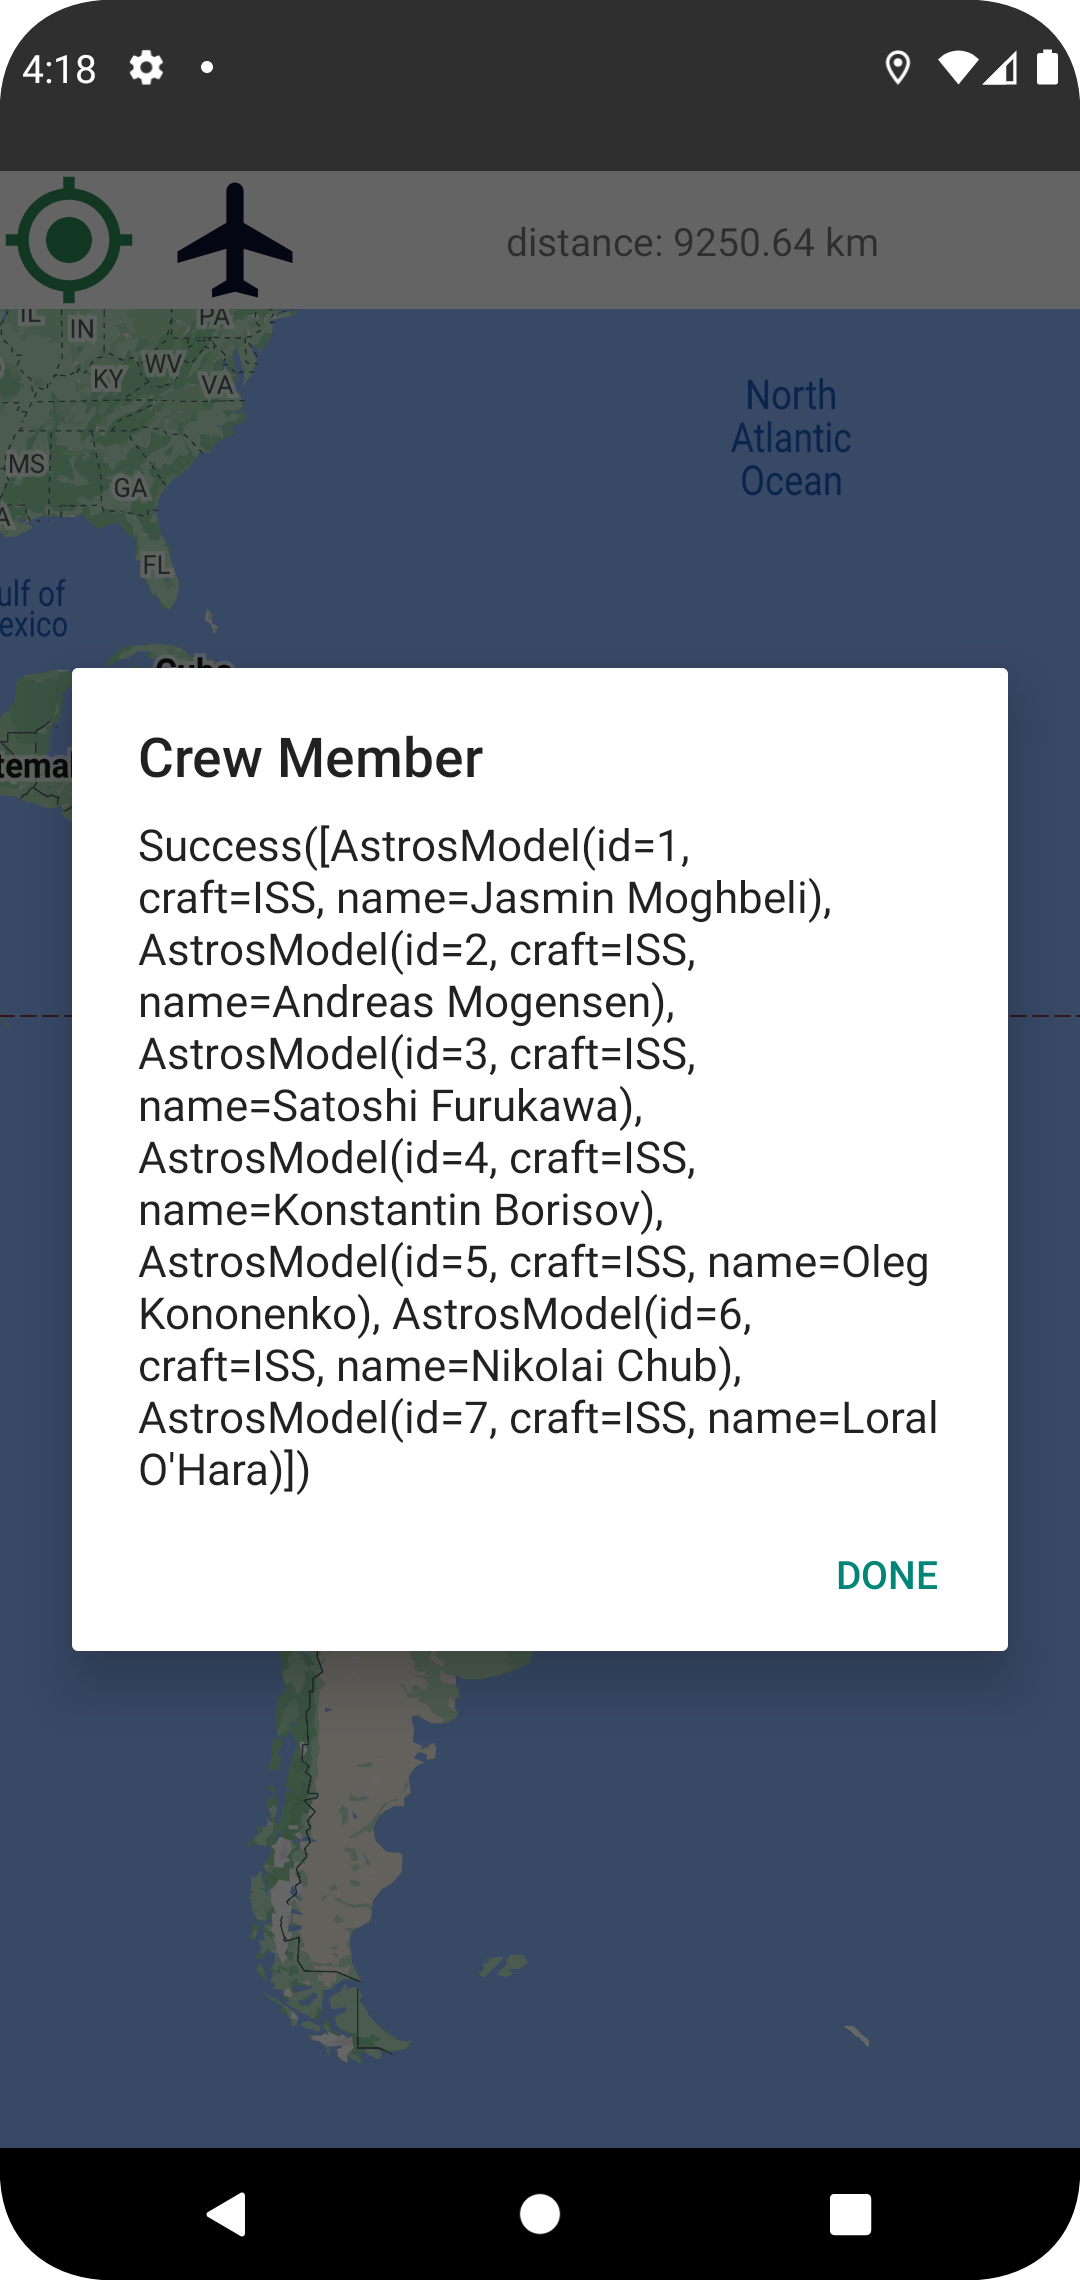 4:18
distance: 9250.64 km
IL
IN
PA
WV
KY
VA
MS
GA
FL
North
Atlantic
Ocean
ulf of
exico
Cuba
temal
Crew Member
Success([AstrosModel(id=1,
craft=ISS, name=Jasmin Moghbeli),
AstrosModel(id=2, craft=ISS,
name=Andreas Mogensen),
AstrosModel(id=3, craft=ISS,
name=Satoshi Furukawa),
AstrosModel(id=4, craft=ISS,
name=Konstantin Borisov),
AstrosModel(id=5, craft=ISS, name=Oleg
Kononenko), AstrosModel(id=6,
craft=ISS, name=Nikolai Chub),
AstrosModel(id=7, craft=ISS, name=Loral
O'Hara)])
DONE